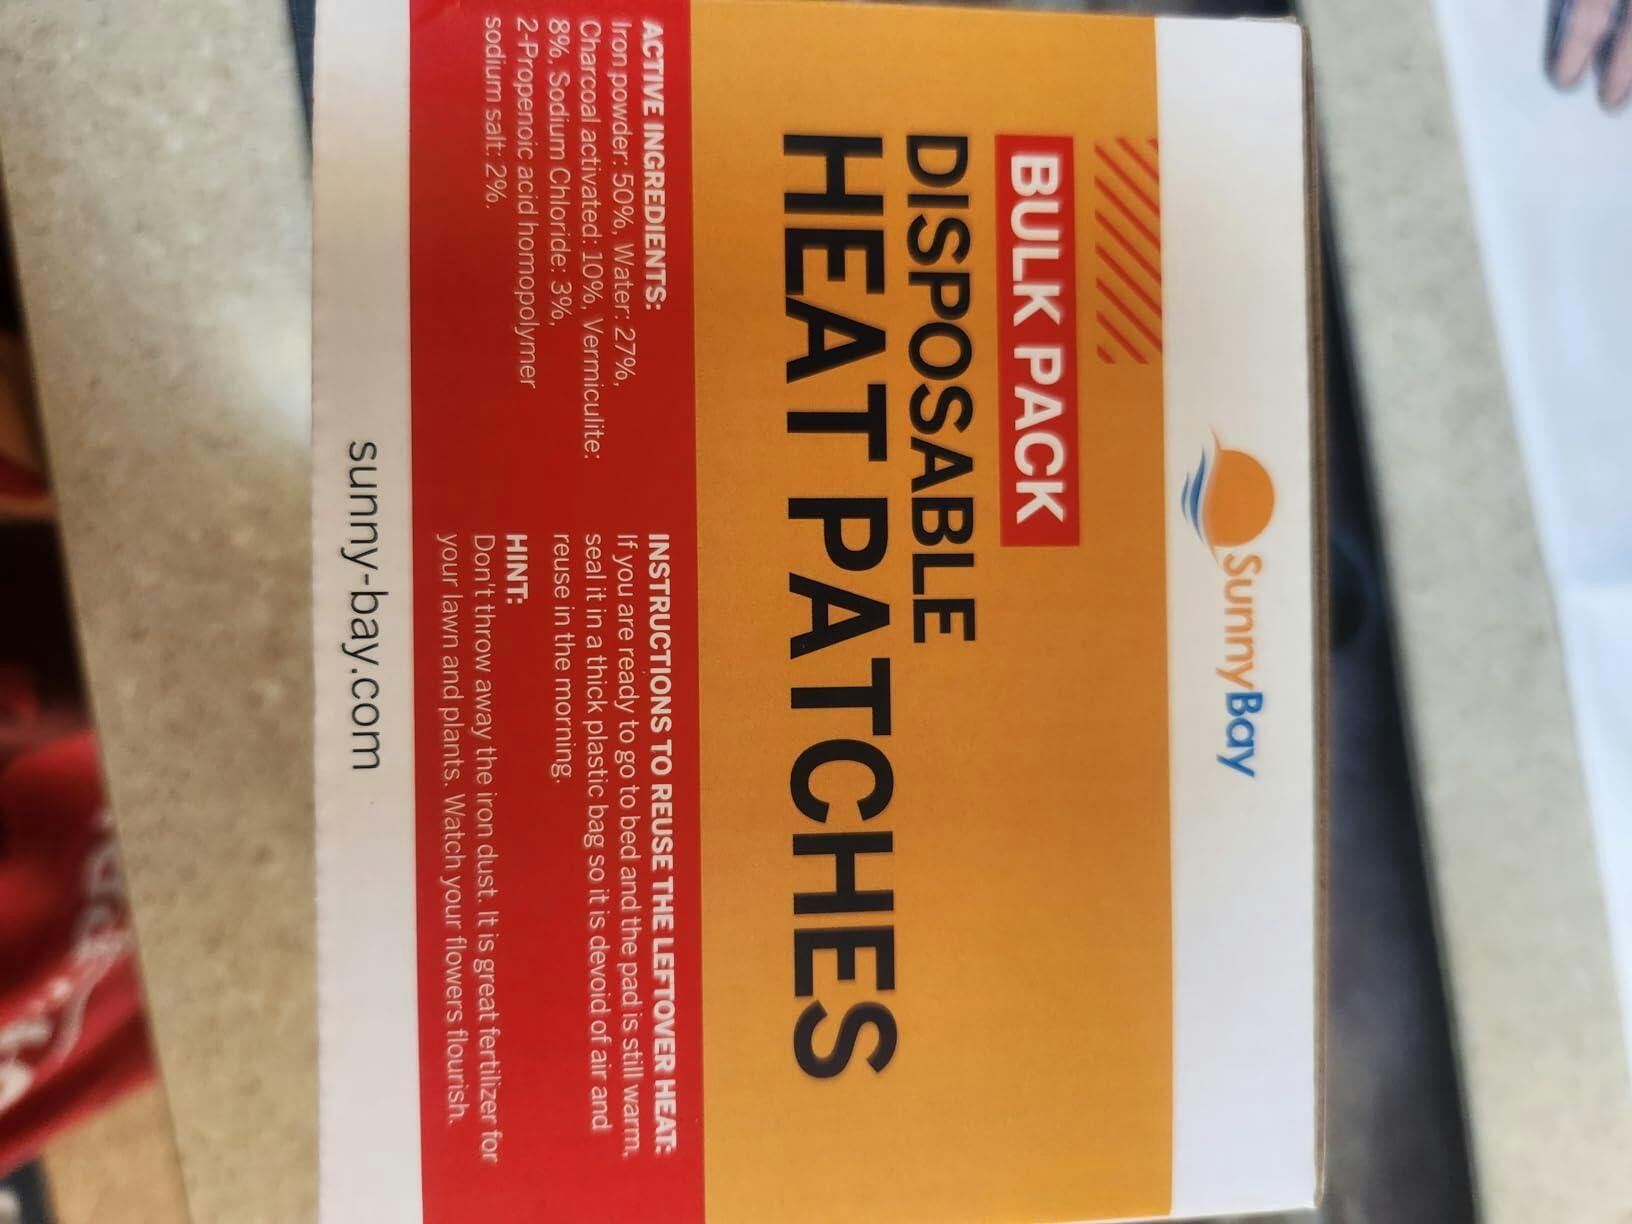 SunnyBay
BULK PACK
DISPOSABLE
HEAT PATCHES
ACTIVE INGREDIENTS:
Iron powder: 50%, Water: 27%,
Charcoal activated: 10%, Vermiculite:
8%, Sodium Chloride: 3%,
2-Propenoic acid homopolymer
sodium salt: 2%.
INSTRUCTIONS TO REUSE THE LEFTOVER HEAT:
If you are ready to go to bed and the pad is still warm,
seal it in a thick plastic bag so it is devoid of air and
reuse in the morning.
HINT:
Don't throw away the iron dust. It is great fertilizer for
your lawn and plants. Watch your flowers flourish.
sunny-bay.com